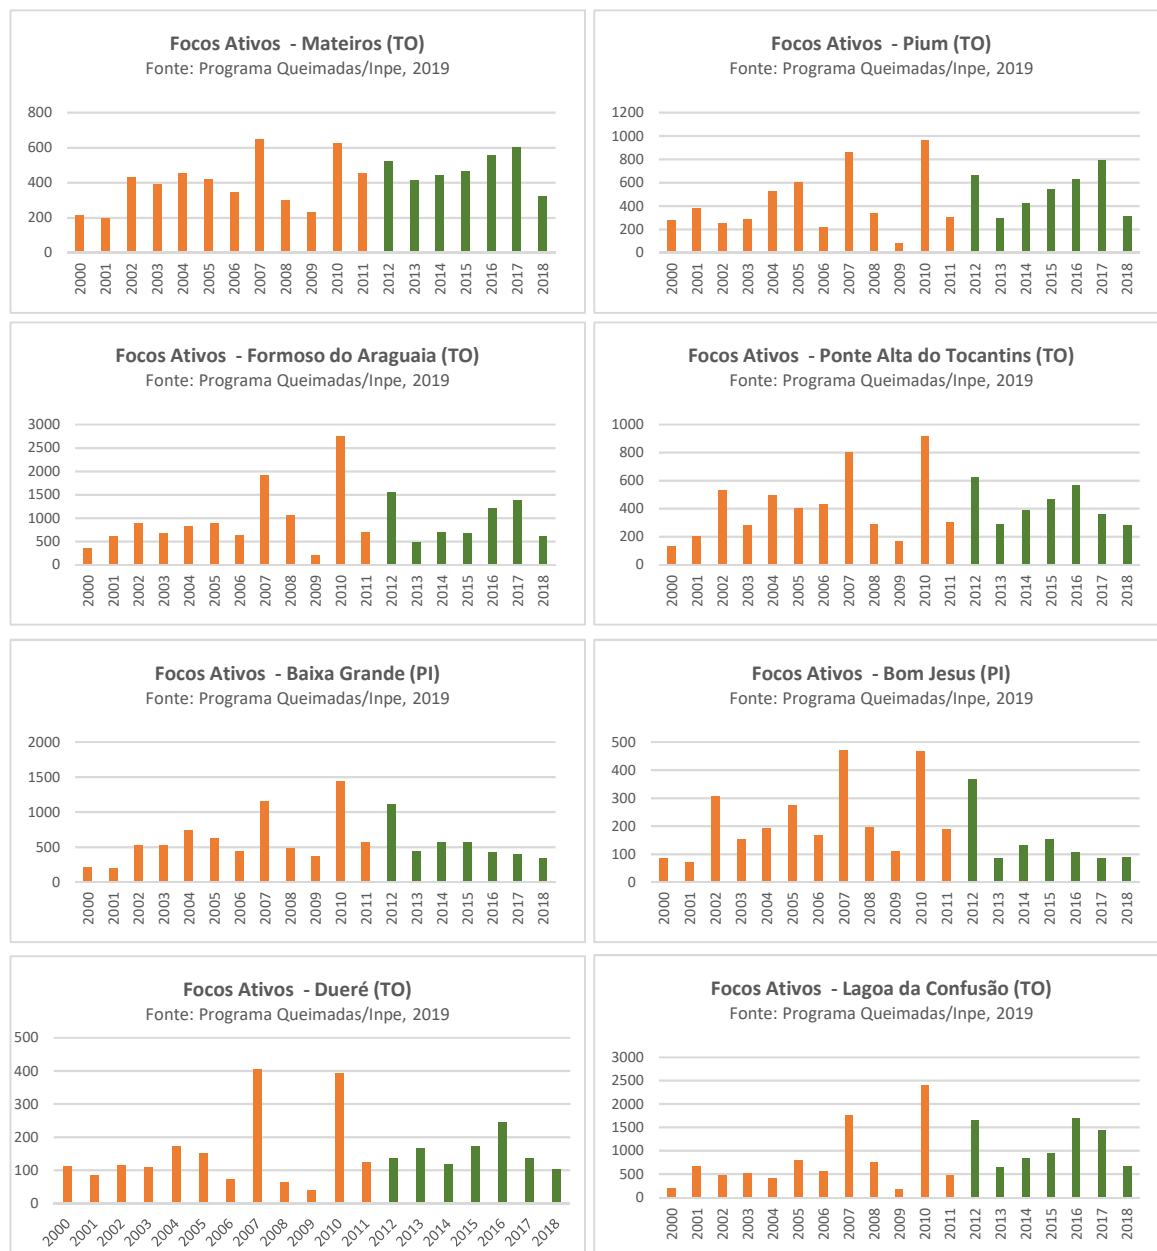 Focos Ativos - Mateiros (TO)
Fonte: Programa Queimadas/Inpe, 2019
800
600
400
200
0
2000 2001 2002 2003 2004 2005 2006 2007 2008 2009 2010 2011 2012 2013 2014 2015 2016 2017 2018
Focos Ativos - Pium (TO)
Fonte: Programa Queimadas/Inpe, 2019
1200
1000
800
600
400
200
0
2000 2001 2002 2003 2004 2005 2006 2007 2008 2009 2010 2011 2012 2013 2014 2015 2016 2017 2018
Focos Ativos - Formoso do Araguaia (TO)
Fonte: Programa Queimadas/Inpe, 2019
3000
2500
2000
1500
1000
500
0
2000 2001 2002 2003 2004 2005 2006 2007 2008 2009 2010 2011 2012 2013 2014 2015 2016 2017 2018
Focos Ativos - Ponte Alta do Tocantins (TO)
Fonte: Programa Queimadas/Inpe, 2019
1000
800
600
400
200
0
2000 2001 2002 2003 2004 2005 2006 2007 2008 2009 2010 2011 2012 2013 2014 2015 2016 2017 2018
Focos Ativos - Baixa Grande (PI)
Fonte: Programa Queimadas/Inpe, 2019
2000
1500
1000
500
0
2000 2001 2002 2003 2004 2005 2006 2007 2008 2009 2010 2011 2012 2013 2014 2015 2016 2017 2018
Focos Ativos - Bom Jesus (PI)
Fonte: Programa Queimadas/Inpe, 2019
500
400
300
200
100
0
2000 2001 2002 2003 2004 2005 2006 2007 2008 2009 2010 2011 2012 2013 2014 2015 2016 2017 2018
Focos Ativos - Dueré (TO)
Fonte: Programa Queimadas/Inpe, 2019
500
400
300
200
100
0
2000 2001 2002 2003 2004 2005 2006 2007 2008 2009 2010 2011 2012 2013 2014 2015 2016 2017 2018
Focos Ativos - Lagoa da Confusão (TO)
Fonte: Programa Queimadas/Inpe, 2019
3000
2500
2000
1500
1000
500
0
2000 2001 2002 2003 2004 2005 2006 2007 2008 2009 2010 2011 2012 2013 2014 2015 2016 2017 2018